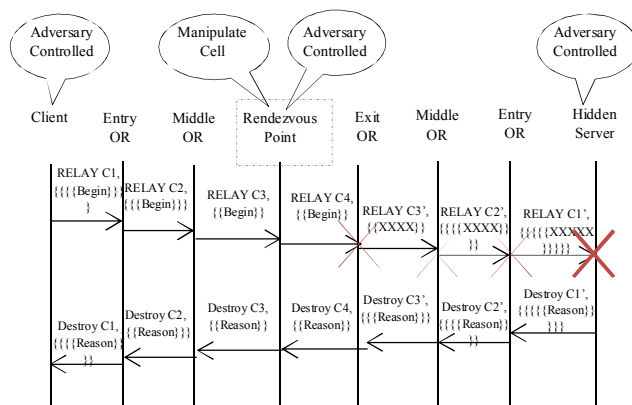 Adversary
Controlled
Manipulate
Cell
Adversary
Controlled
Adversary
Controlled
Client
Entry
OR
Middle
OR
Rendezvous
Point
Exit
OR
Middle
OR
Entry
OR
Hidden
Server
RELAY C1,
{{{{Begin}}}
}
RELAY C2,
{{{Begin}}}
RELAY C3,
{{Begin}}
RELAY C4,
{{Begin}}
RELAY C3’,
{{XXXX}}
RELAY C2’,
{{{{XXXX}}
}}
RELAY C1’,
{{{{{XXXXX
}}}}}
Destroy C1,
{{{{Reason}
}}
Destroy C2,
{{{Reason}}
Destroy C3,
{{Reason}}
Destroy C4,
{{Reason}}
Destroy C3’,
{{{Reason}}}
Destroy C2’,
{{{{Reason}
}}
Destroy C1’,
{{{{{Reason}}
}}}